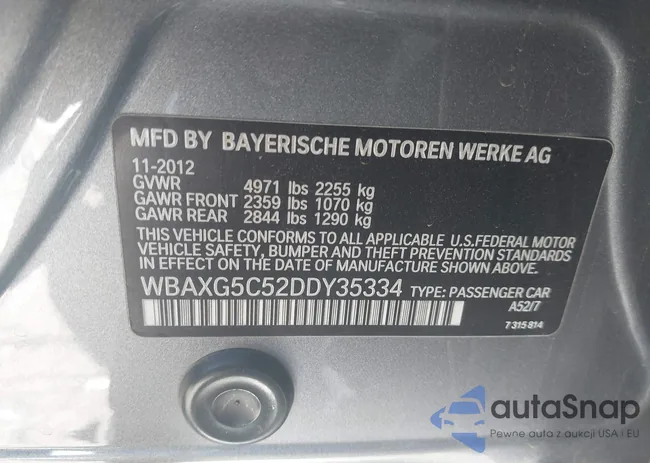 MFD BY BAYERISCHE MOTOREN WERKE AG
11-2012
GVWR 4971 lbs 2255 kg
GAWR FRONT 2359 lbs 1070 kg
GAWR REAR 2844 lbs 1290 kg
THIS VEHICLE CONFORMS TO ALL APPLICABLE U.S.FEDERAL MOTOR
VEHICLE SAFETY, BUMPER AND THEFT PREVENTION STANDARDS
IN EFFECT ON THE DATE OF MANUFACTURE SHOWN ABOVE.
WBAXG5C52DDY35334 TYPE: PASSENGER CAR
A52/7
7 315 814
autaSnap
Pewne auta z aukcji USA i EU